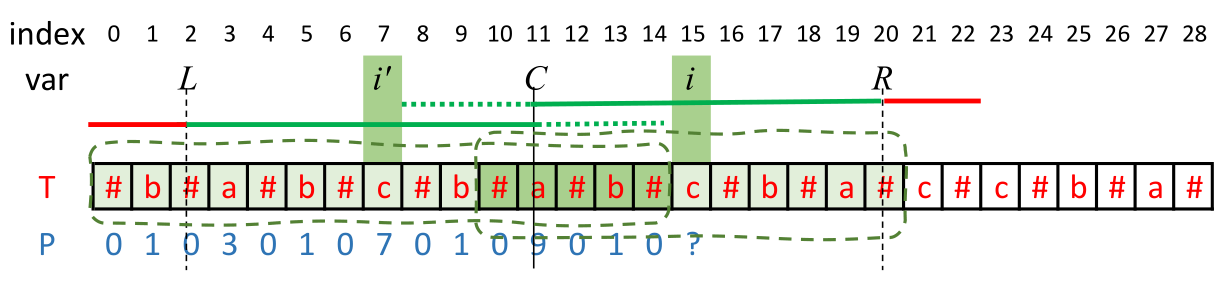 index 0 1 2 3 4 5 6 7 8 9 10 11 12 13 14 15 16 17 18 19 20 21 22 23 24 25 26 27 28
var L i′ C i R
T # b # a # b # c # b # a # b # c # b # a # c # c # b # a #
P 0 1 0 3 0 1 0 7 0 1 0 9 0 1 0 ?